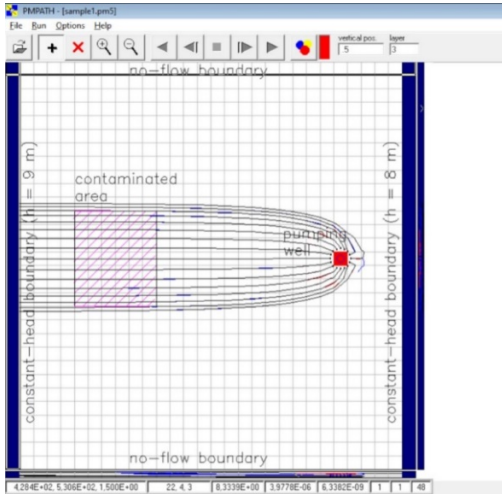 PMPATH - [sample1.pm5]
File Run Options Help
vertical pos. layer
.5 3
no-flow boundary
contaminated
area
constant-head boundary (h = 9 m)
pumping
well
constant-head boundary (h = 8 m)
no-flow boundary
4,284E+02, 5,306E+02, 1,500E+00 22, 4, 3 8,3339E+00 3,9778E-06 6,3382E-09 1 1 48